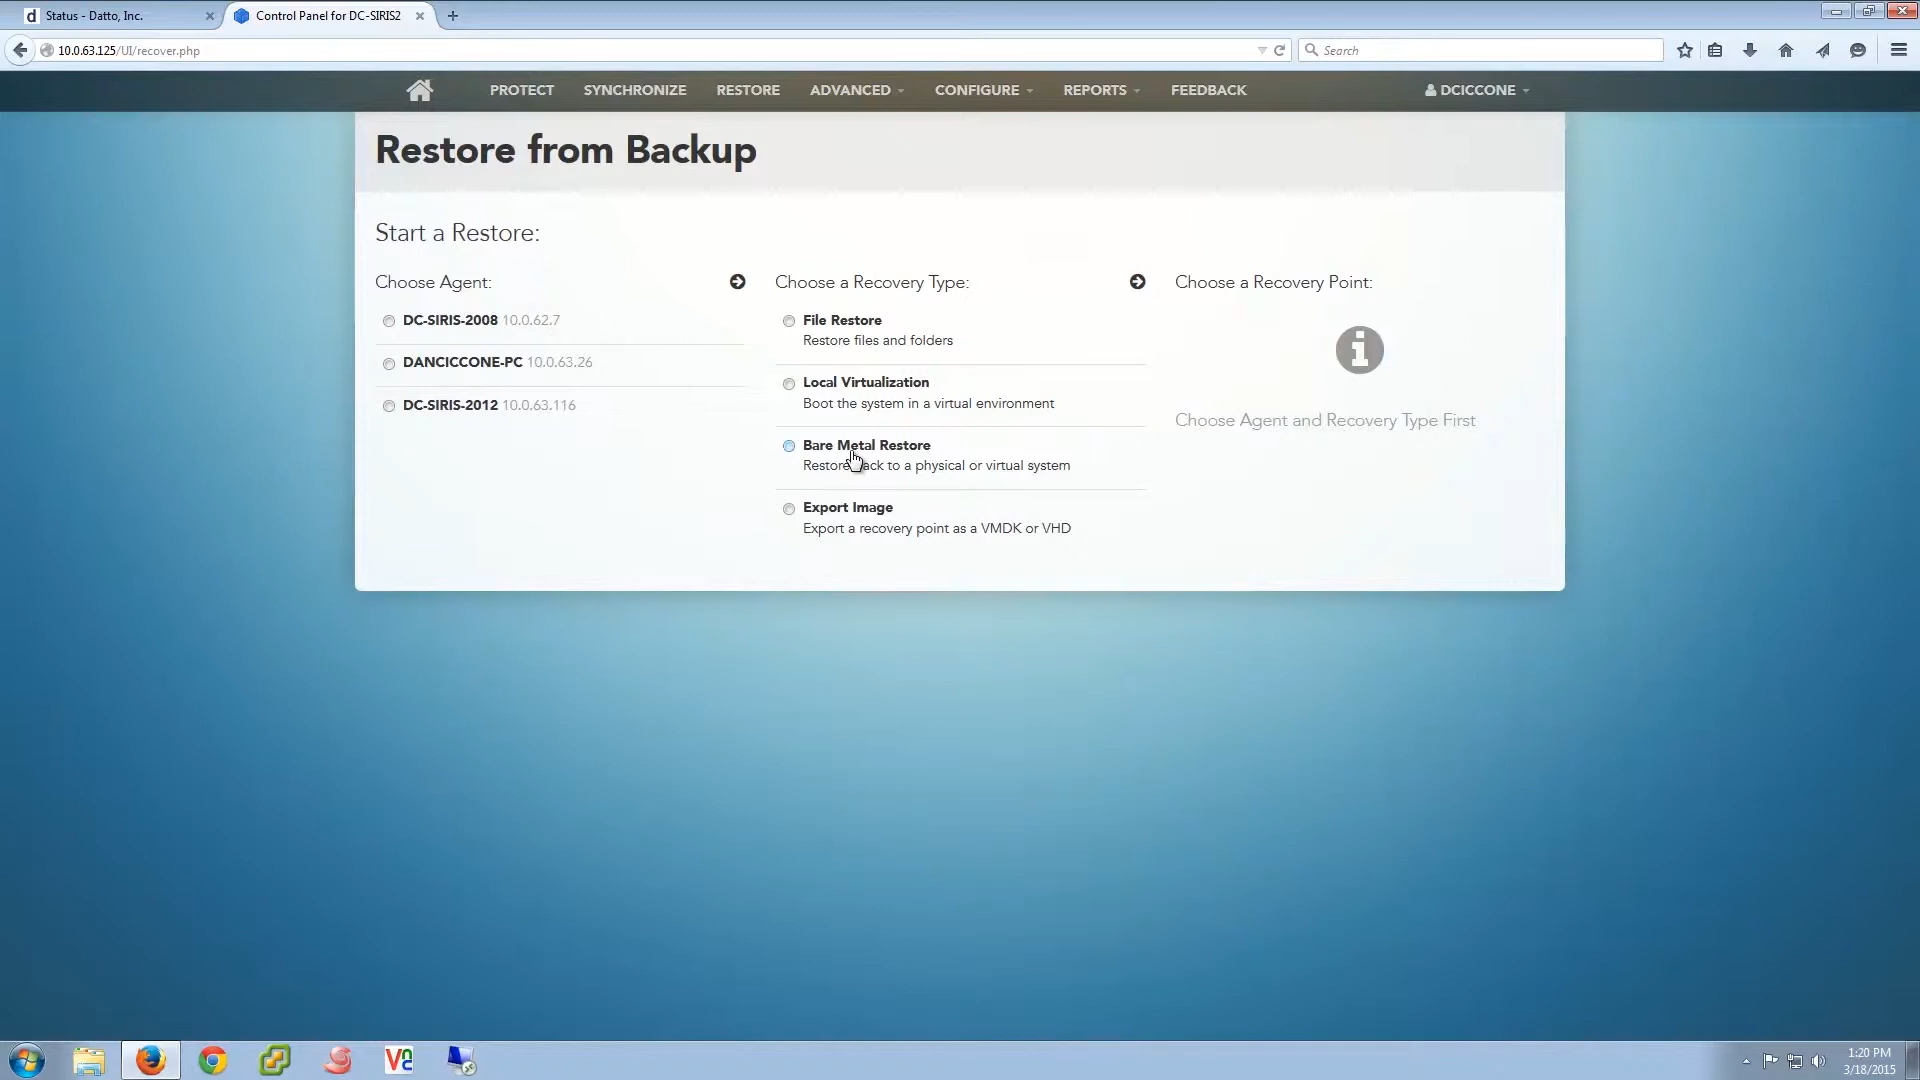 d Status - Datto, Inc.
Control Panel for DC-SIRIS2
10.0.63.125/UI/recover.php
Search
PROTECT SYNCHRONIZE RESTORE ADVANCED CONFIGURE REPORTS FEEDBACK DCICCONE
Restore from Backup
Start a Restore:
Choose Agent:
DC-SIRIS-2008 10.0.62.7
DANCICCONE-PC 10.0.63.26
DC-SIRIS-2012 10.0.63.116
Choose a Recovery Type:
File Restore
Restore files and folders
Local Virtualization
Boot the system in a virtual environment
Bare Metal Restore
Restore back to a physical or virtual system
Export Image
Export a recovery point as a VMDK or VHD
Choose a Recovery Point:
Choose Agent and Recovery Type First
1:20 PM
3/18/2015